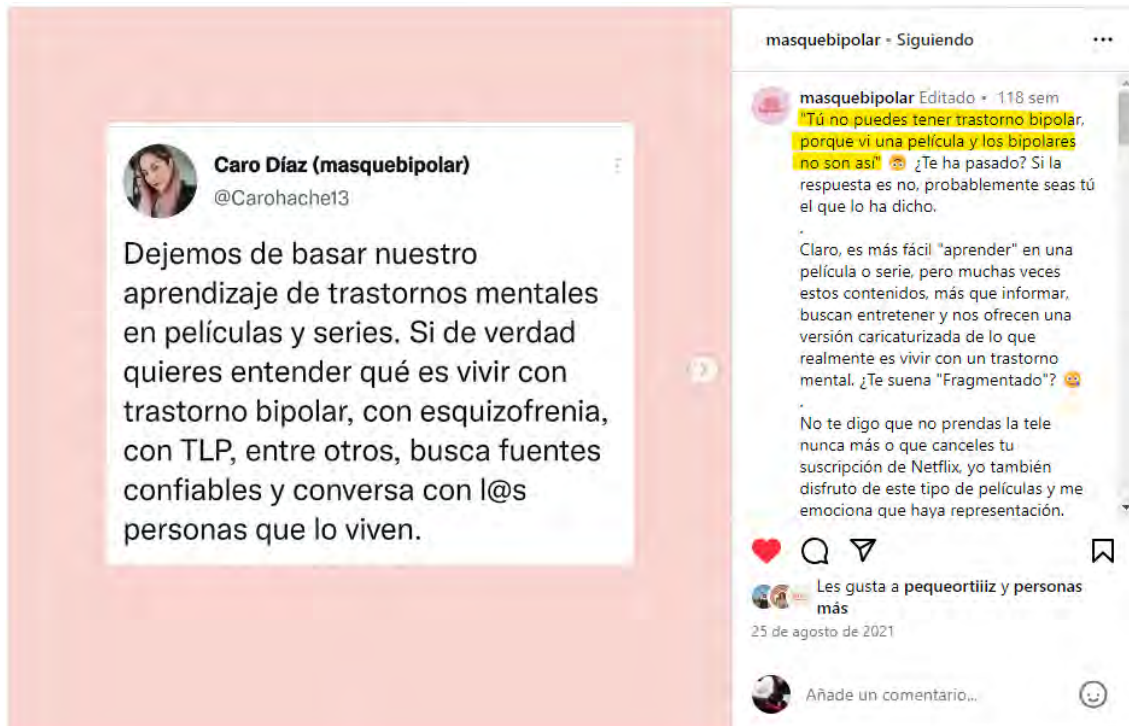 Caro Díaz (masquebipolar)
@Carohache13
Dejemos de basar nuestro
aprendizaje de trastornos mentales
en películas y series. Si de verdad
quieres entender qué es vivir con
trastorno bipolar, con esquizofrenia,
con TLP, entre otros, busca fuentes
confiables y conversa con l@s
personas que lo viven.
masquebipolar • Siguiendo
masquebipolar Editado • 118 sem
"Tú no puedes tener trastorno bipolar,
porque vi una película y los bipolares
no son así" ¿Te ha pasado? Si la
respuesta es no, probablemente seas tú
el que lo ha dicho.
.
Claro, es más fácil "aprender" en una
película o serie, pero muchas veces
estos contenidos, más que informar,
buscan entretener y nos ofrecen una
versión caricaturizada de lo que
realmente es vivir con un trastorno
mental. ¿Te suena "Fragmentado"?
.
No te digo que no prendas la tele
nunca más o que canceles tu
suscripción de Netflix, yo también
disfruto de este tipo de películas y me
emociona que haya representación.
Les gusta a pequeortiiiz y personas
más
25 de agosto de 2021
Añade un comentario...